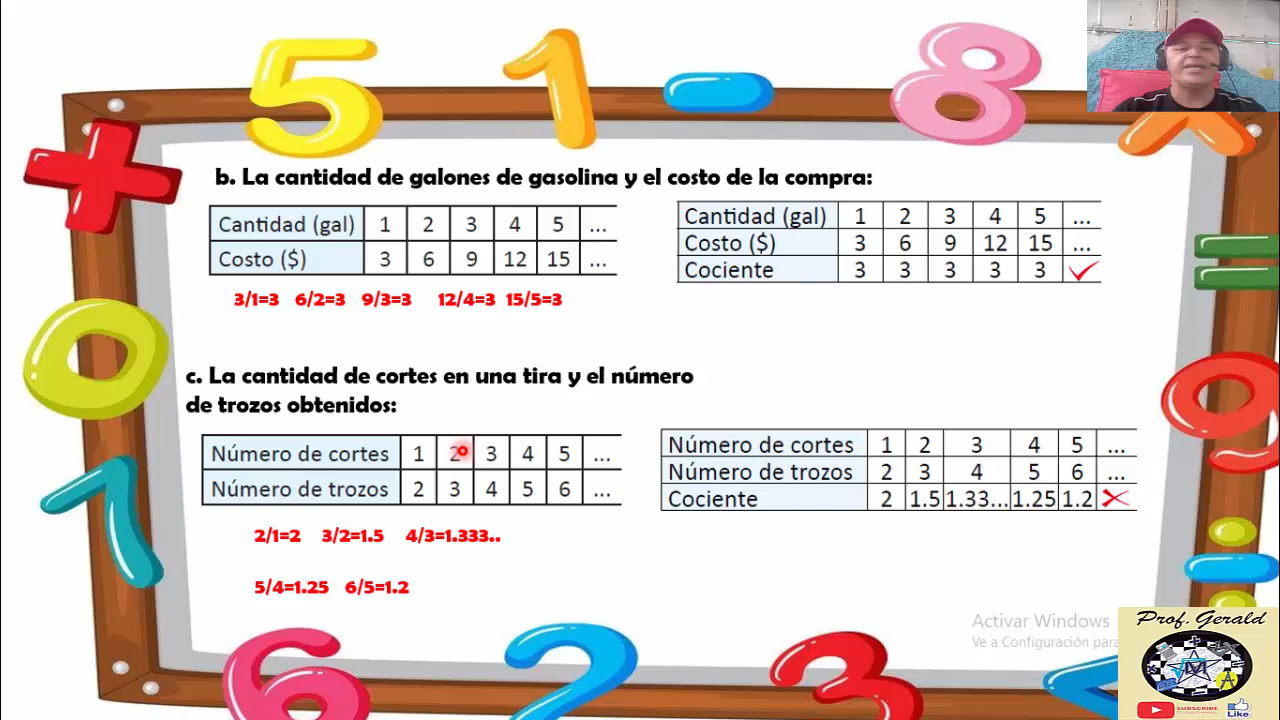 b. La cantidad de galones de gasolina y el costo de la compra:
Cantidad (gal) 1 2 3 4 5 ...
Costo ($) 3 6 9 12 15 ...
3/1=3 6/2=3 9/3=3 12/4=3 15/5=3
Cantidad (gal) 1 2 3 4 5 ...
Costo ($) 3 6 9 12 15 ...
Cociente 3 3 3 3 3
c. La cantidad de cortes en una tira y el número
de trozos obtenidos:
Número de cortes 1 2 3 4 5 ...
Número de trozos 2 3 4 5 6 ...
2/1=2 3/2=1.5 4/3=1.333..
5/4=1.25 6/5=1.2
Número de cortes 1 2 3 4 5 ...
Número de trozos 2 3 4 5 6 ...
Cociente 2 1.5 1.33... 1.25 1.2
Activar Windows
Ve a Configuración para
Prof. Gerald
SUBSCRIBE
Like